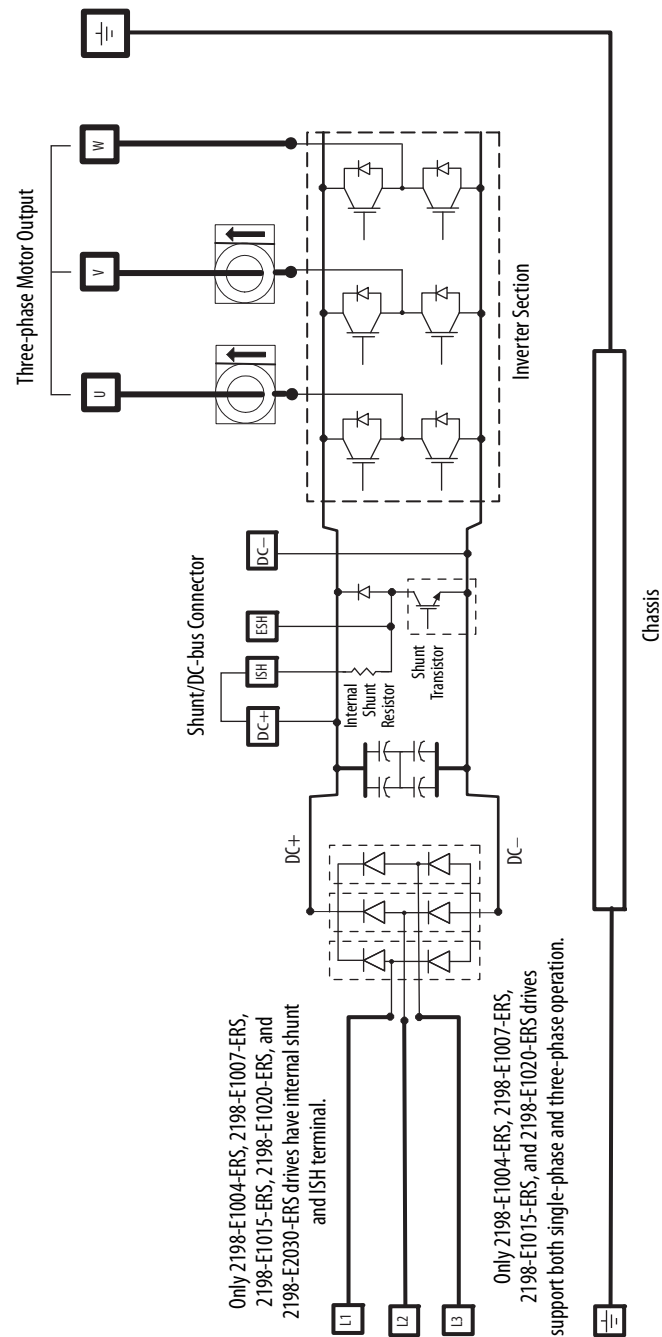 Three-phase Motor Output
U
V
W
Shunt/DC-bus Connector
DC+
ISH
ESH
DC−
Internal
Shunt
Resistor
Shunt
Transistor
Inverter Section
DC+
DC−
Only 2198-E1004-ERS, 2198-E1007-ERS,
2198-E1015-ERS, 2198-E1020-ERS, and
2198-E2030-ERS drives have internal shunt
and ISH terminal.
L1
L2
L3
Only 2198-E1004-ERS, 2198-E1007-ERS,
2198-E1015-ERS, and 2198-E1020-ERS drives
support both single-phase and three-phase operation.
Chassis